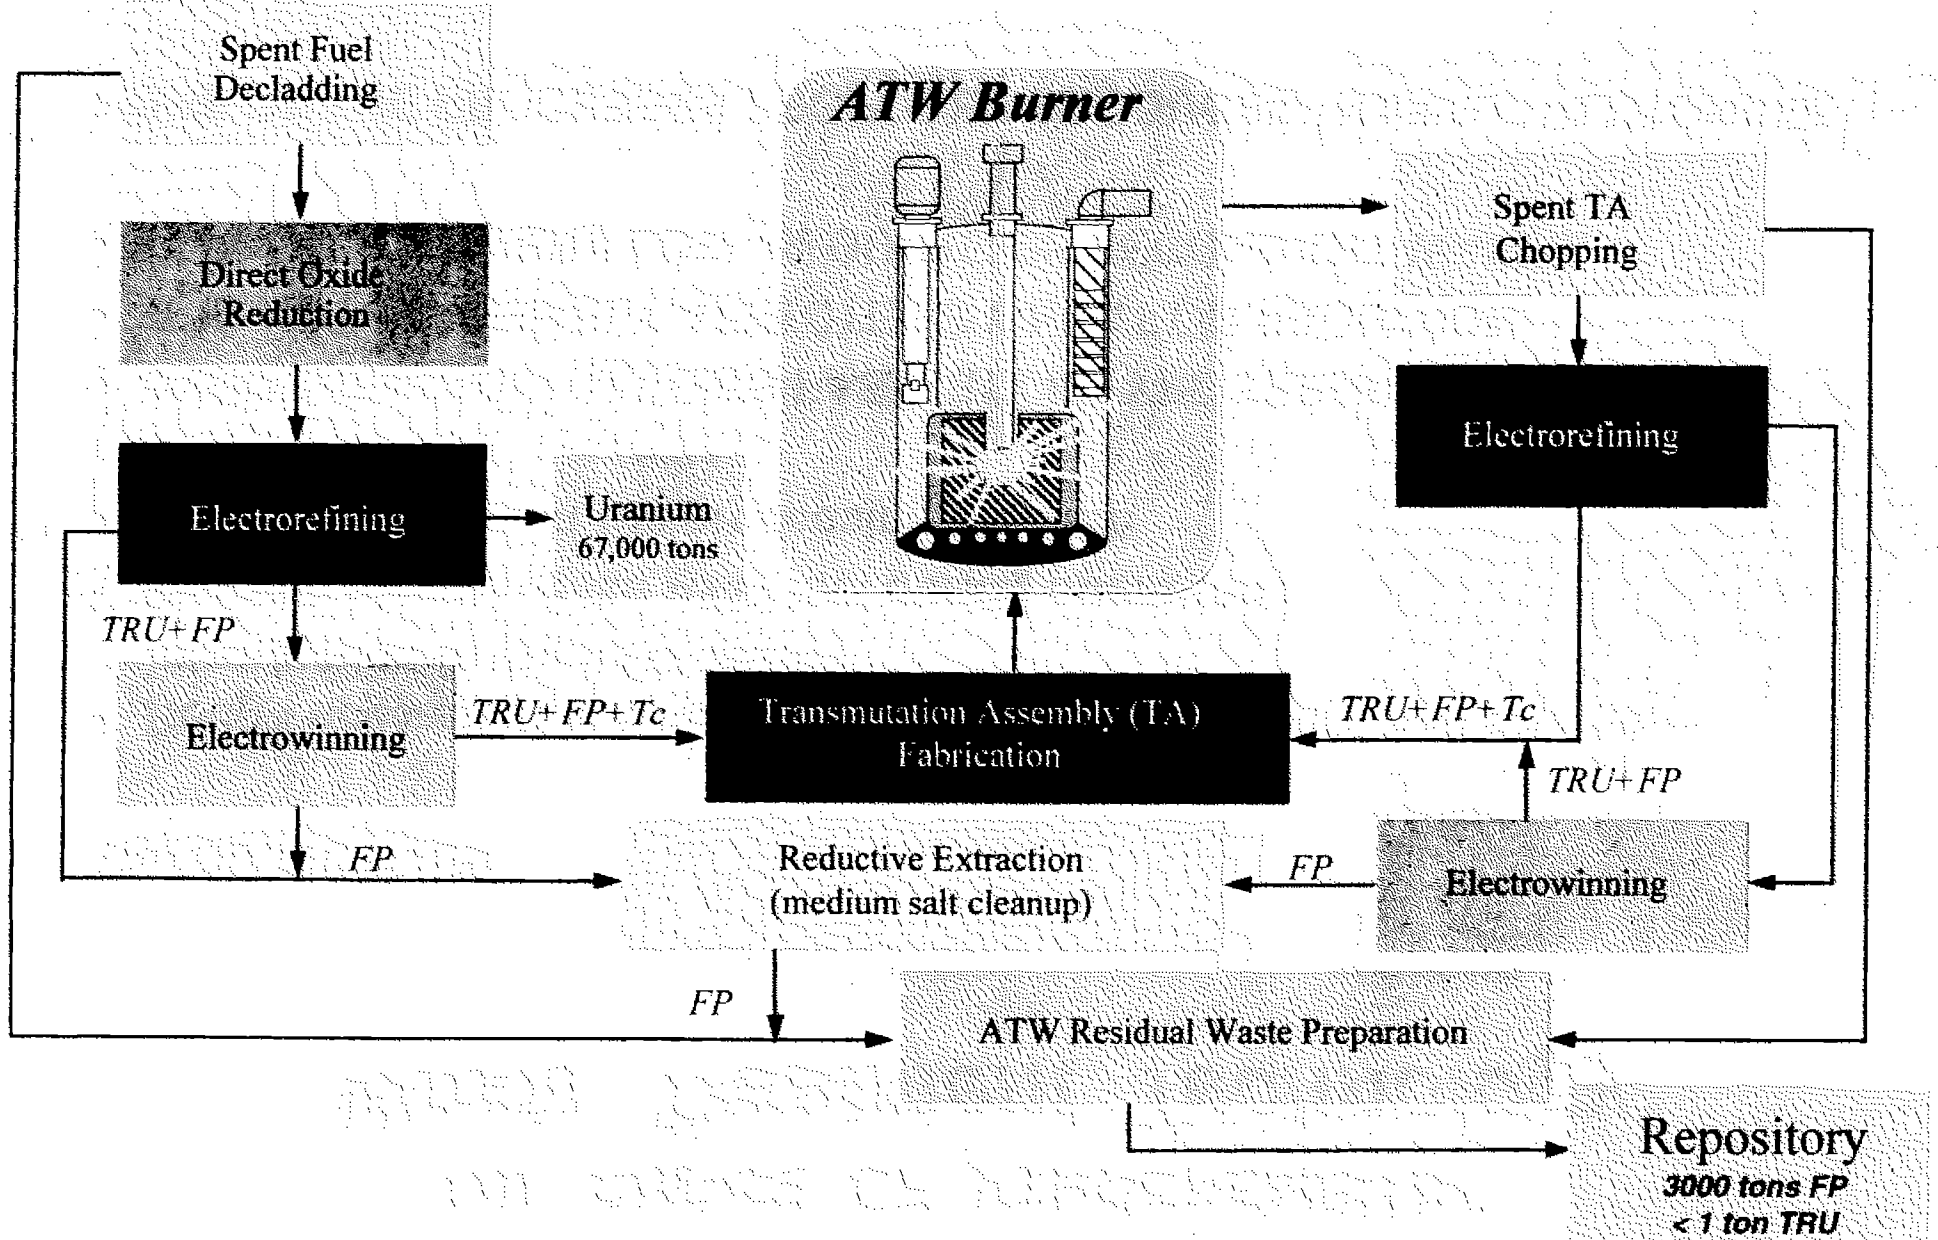 Spent Fuel
Decladding
Direct Oxide
Reduction
Electrorefining
Uranium
67,000 tons
TRU+FP
Electrowinning
TRU+FP+Tc
FP
ATW Burner
Transmutation Assembly (TA)
Fabrication
Reductive Extraction
(medium salt cleanup)
FP
Spent TA
Chopping
Electrorefining
TRU+FP+Tc
TRU+FP
FP
Electrowinning
ATW Residual Waste Preparation
Repository
3000 tons FP
< 1 ton TRU